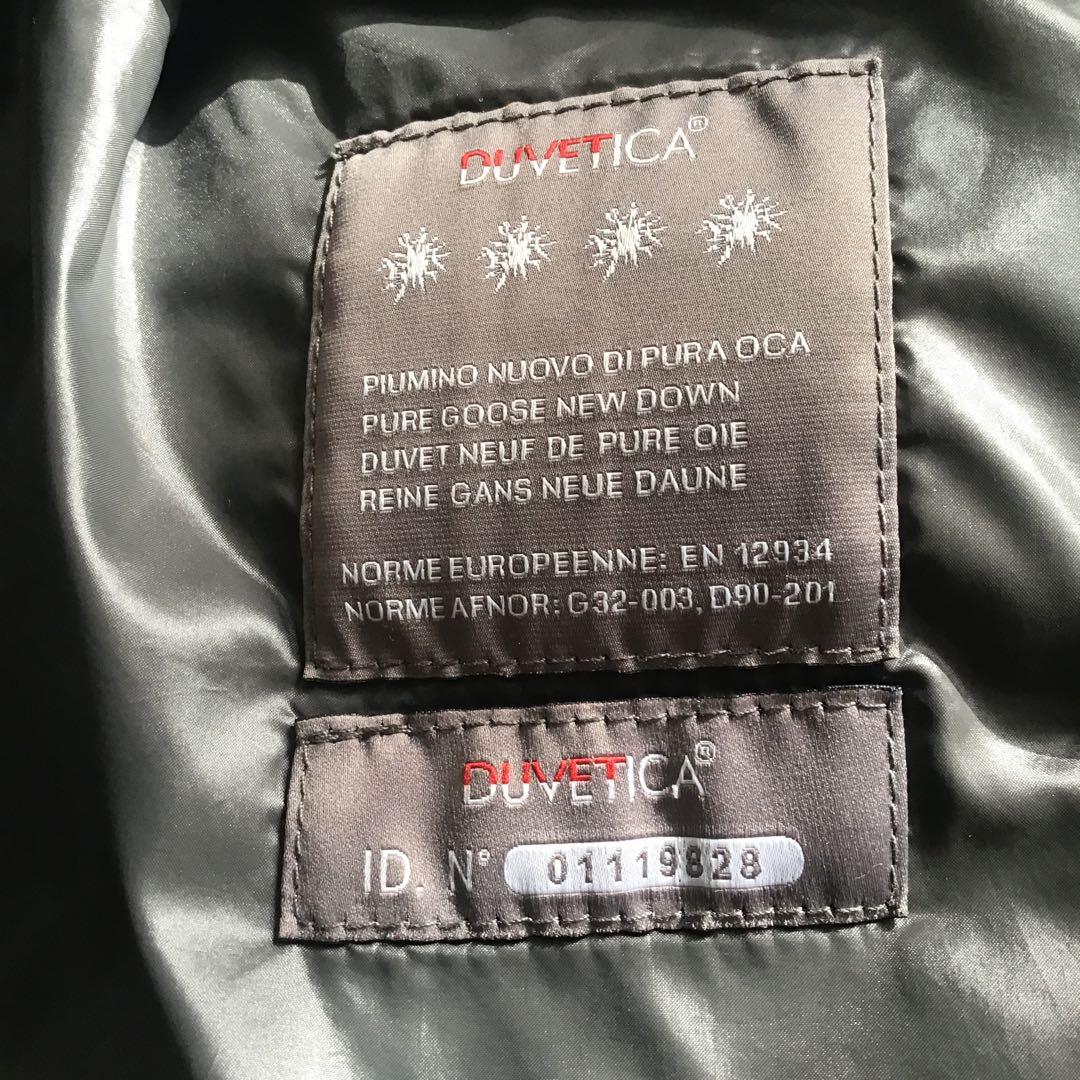 DUVETICA®
PIUMINO NUOVO DI PURA OCA
PURE GOOSE NEW DOWN
DUVET NEUF DE PURE OIE
REINE GANS NEUE DAUNE
NORME EUROPEENNE: EN 12934
NORME AFNOR: G32-003, D90-201
DUVETICA®
ID. N° 01119828